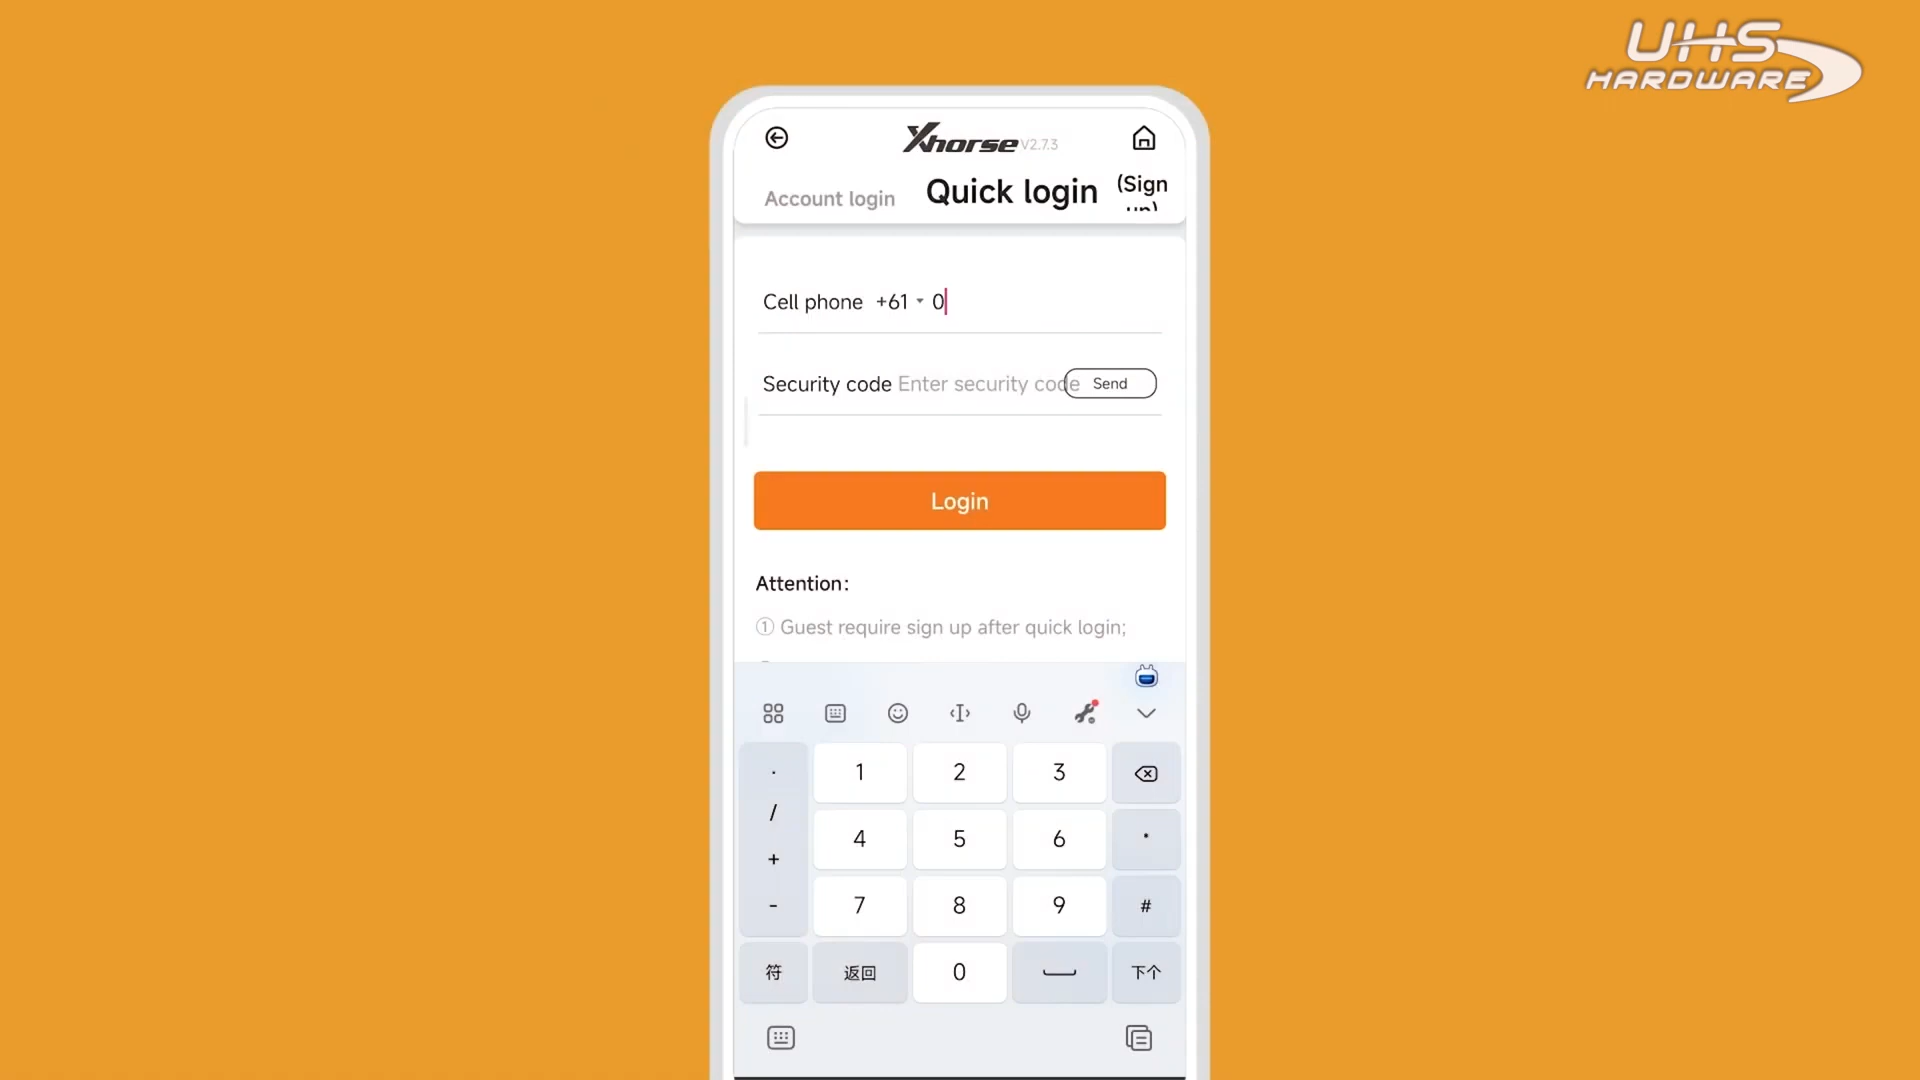 UHS
HARDWARE
Xhorse V2.7.3
Account login Quick login (Sign up)
Cell phone +61 0
Security code Enter security code Send
Login
Attention:
① Guest require sign up after quick login;
· 1 2 3
/ 4 5 6 *
+
- 7 8 9 #
符 返回 0 下个